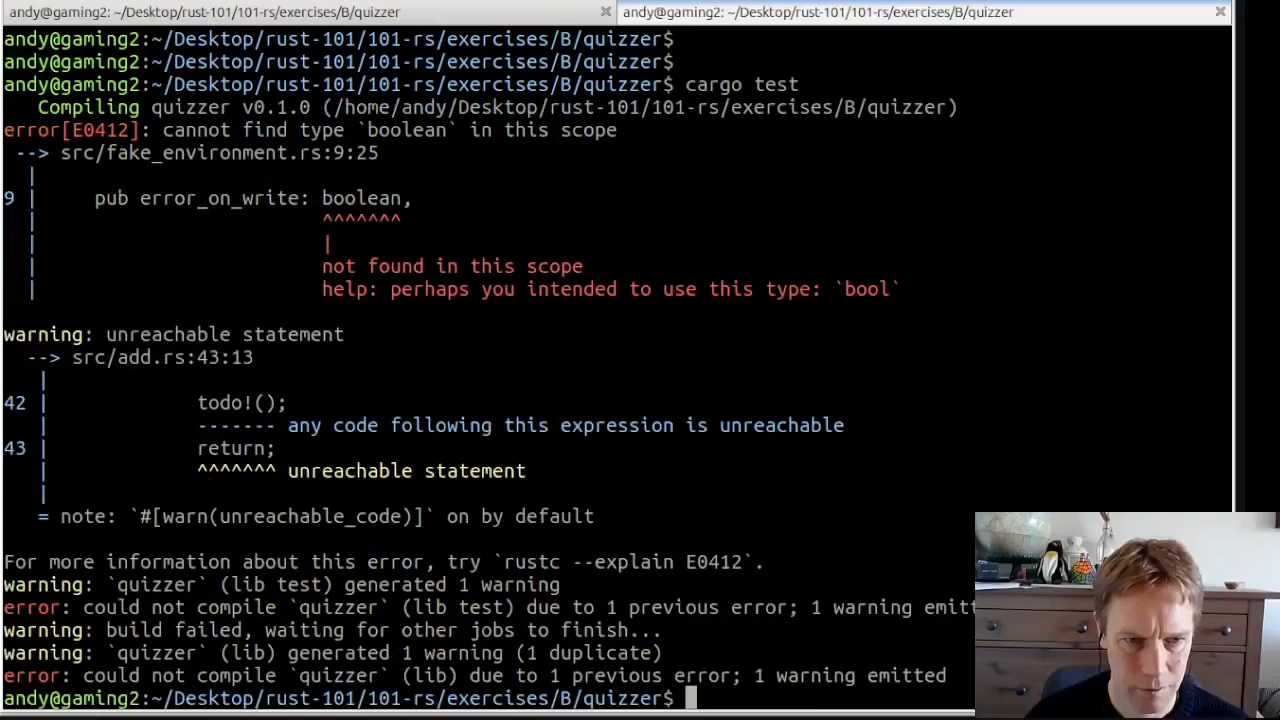 andy@gaming2: ~/Desktop/rust-101/101-rs/exercises/B/quizzer × andy@gaming2: ~/Desktop/rust-101/101-rs/exercises/B/quizzer ×
andy@gaming2:~/Desktop/rust-101/101-rs/exercises/B/quizzer$
andy@gaming2:~/Desktop/rust-101/101-rs/exercises/B/quizzer$
andy@gaming2:~/Desktop/rust-101/101-rs/exercises/B/quizzer$ cargo test
   Compiling quizzer v0.1.0 (/home/andy/Desktop/rust-101/101-rs/exercises/B/quizzer)
error[E0412]: cannot find type `boolean` in this scope
 --> src/fake_environment.rs:9:25
  |
9 |     pub error_on_write: boolean,
  |                         ^^^^^^^
  |                         |
  |                         not found in this scope
  |                         help: perhaps you intended to use this type: `bool`
warning: unreachable statement
  --> src/add.rs:43:13
   |
42 |             todo!();
   |             ------- any code following this expression is unreachable
43 |             return;
   |             ^^^^^^^ unreachable statement
   |
   = note: `#[warn(unreachable_code)]` on by default
For more information about this error, try `rustc --explain E0412`.
warning: `quizzer` (lib test) generated 1 warning
error: could not compile `quizzer` (lib test) due to 1 previous error; 1 warning emitt
warning: build failed, waiting for other jobs to finish...
warning: `quizzer` (lib) generated 1 warning (1 duplicate)
error: could not compile `quizzer` (lib) due to 1 previous error; 1 warning emitted
andy@gaming2:~/Desktop/rust-101/101-rs/exercises/B/quizzer$